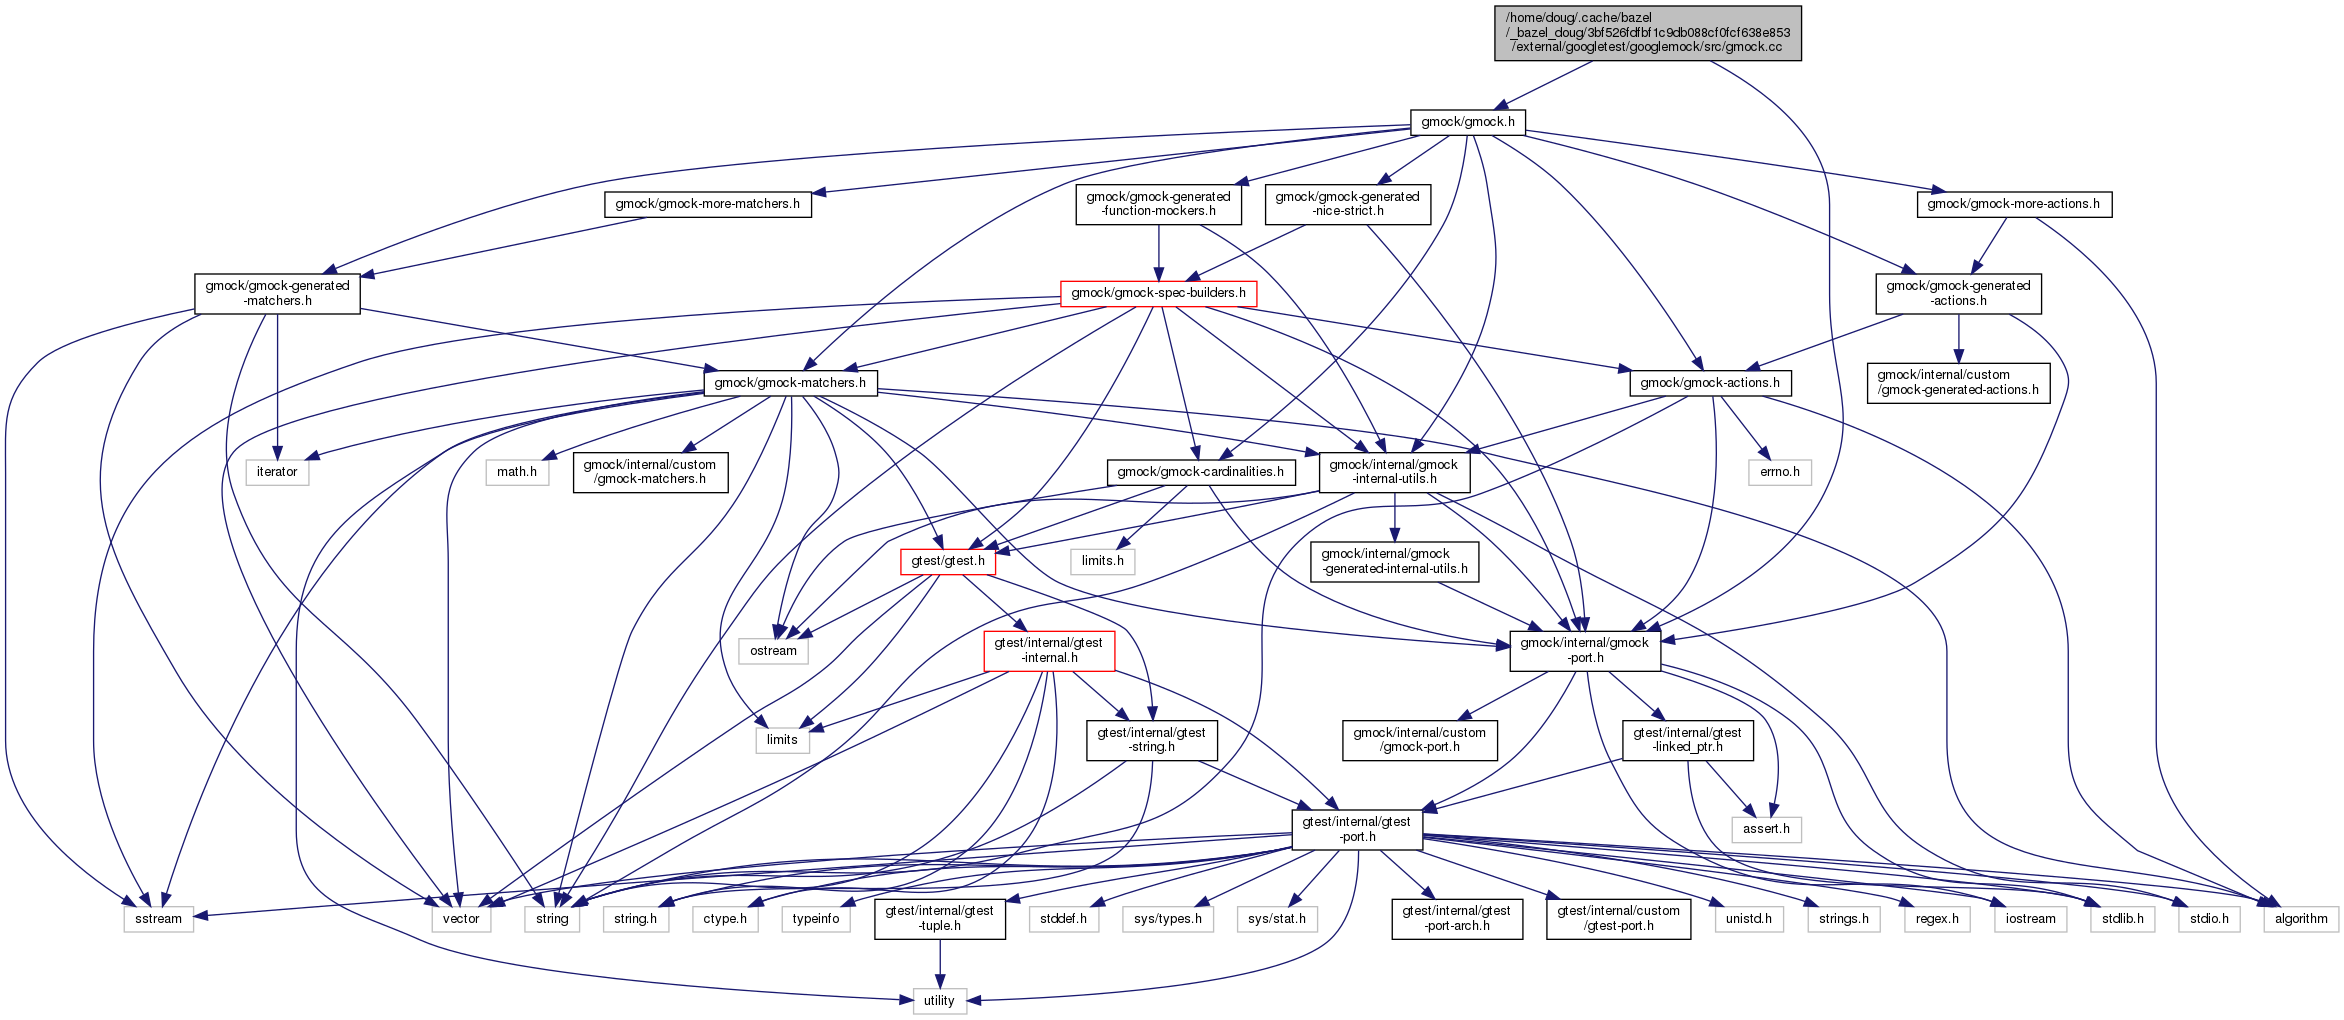 /home/doug/.cache/bazel
/_bazel_doug/3bf526fdfbf1c9db088cf0fcf638e853
/external/googletest/googlemock/src/gmock.cc
gmock/gmock.h
gmock/gmock-more-matchers.h
gmock/gmock-generated
-function-mockers.h
gmock/gmock-generated
-nice-strict.h
gmock/gmock-more-actions.h
gmock/gmock-generated
-matchers.h
gmock/gmock-spec-builders.h
gmock/gmock-generated
-actions.h
gmock/gmock-matchers.h
gmock/gmock-actions.h
gmock/internal/custom
/gmock-generated-actions.h
iterator
math.h
gmock/internal/custom
/gmock-matchers.h
gmock/gmock-cardinalities.h
gmock/internal/gmock
-internal-utils.h
errno.h
gtest/gtest.h
limits.h
gmock/internal/gmock
-generated-internal-utils.h
ostream
gtest/internal/gtest
-internal.h
gmock/internal/gmock
-port.h
limits
gtest/internal/gtest
-string.h
gmock/internal/custom
/gmock-port.h
gtest/internal/gtest
-linked_ptr.h
gtest/internal/gtest
-port.h
assert.h
sstream
vector
string
string.h
ctype.h
typeinfo
gtest/internal/gtest
-tuple.h
stddef.h
sys/types.h
sys/stat.h
gtest/internal/gtest
-port-arch.h
gtest/internal/custom
/gtest-port.h
unistd.h
strings.h
regex.h
iostream
stdlib.h
stdio.h
algorithm
utility